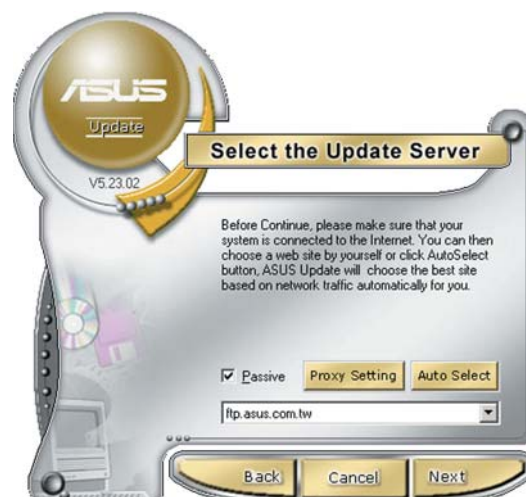 ASUS
Update
V5.23.02
Select the Update Server
Before Continue, please make sure that your
system is connected to the Internet. You can then
choose a web site by yourself or click AutoSelect
button, ASUS Update will choose the best site
based on network traffic automatically for you.
Passive
Proxy Setting
Auto Select
ftp.asus.com.tw
Back
Cancel
Next